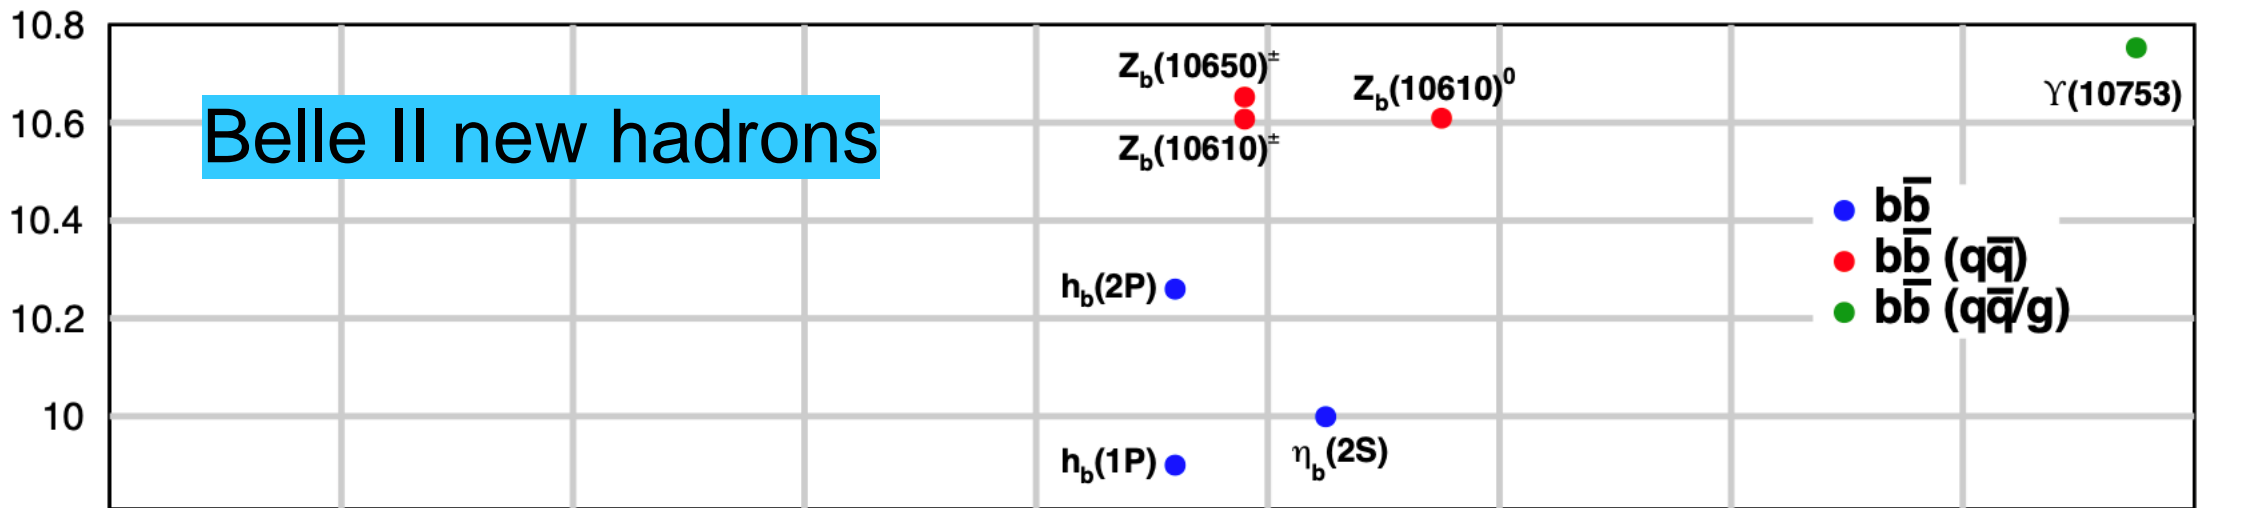 10.8
Z_b(10650)^±
Z_b(10610)^0
ϒ(10753)
10.6
Belle II new hadrons
Z_b(10610)^±
10.4
bb̄
bb̄ (qq̄)
10.2
h_b(2P)
bb̄ (qq̄/g)
10
η_b(2S)
h_b(1P)